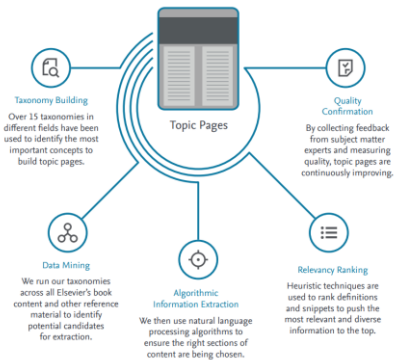 Topic Pages
Taxonomy Building
Over 15 taxonomies in
different fields have been
used to identify the most
important concepts to
build topic pages.
Quality
Confirmation
By collecting feedback
from subject matter
experts and measuring
quality, topic pages are
continuously improving.
Data Mining
We run our taxonomies
across all Elsevier's book
content and other reference
material to identify
potential candidates
for extraction.
Algorithmic
Information Extraction
We then use natural language
processing algorithms to
ensure the right sections of
content are being chosen.
Relevancy Ranking
Heuristic techniques are
used to rank definitions
and snippets to push the
most relevant and diverse
information to the top.